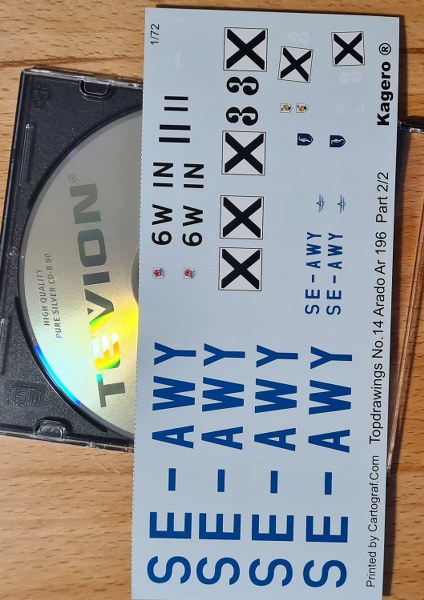 1/72
Kagero ®
Printed by Cartograf.Com Topdrawings No.14 Arado Ar 196 Part 2/2
3
3
6W IN
6W IN
SE-AWY
SE-AWY
SE-AWY
SE-AWY
SE-AWY
SE-AWY
TEVION®
HIGH QUALITY
PURE SILVER CD-R 80